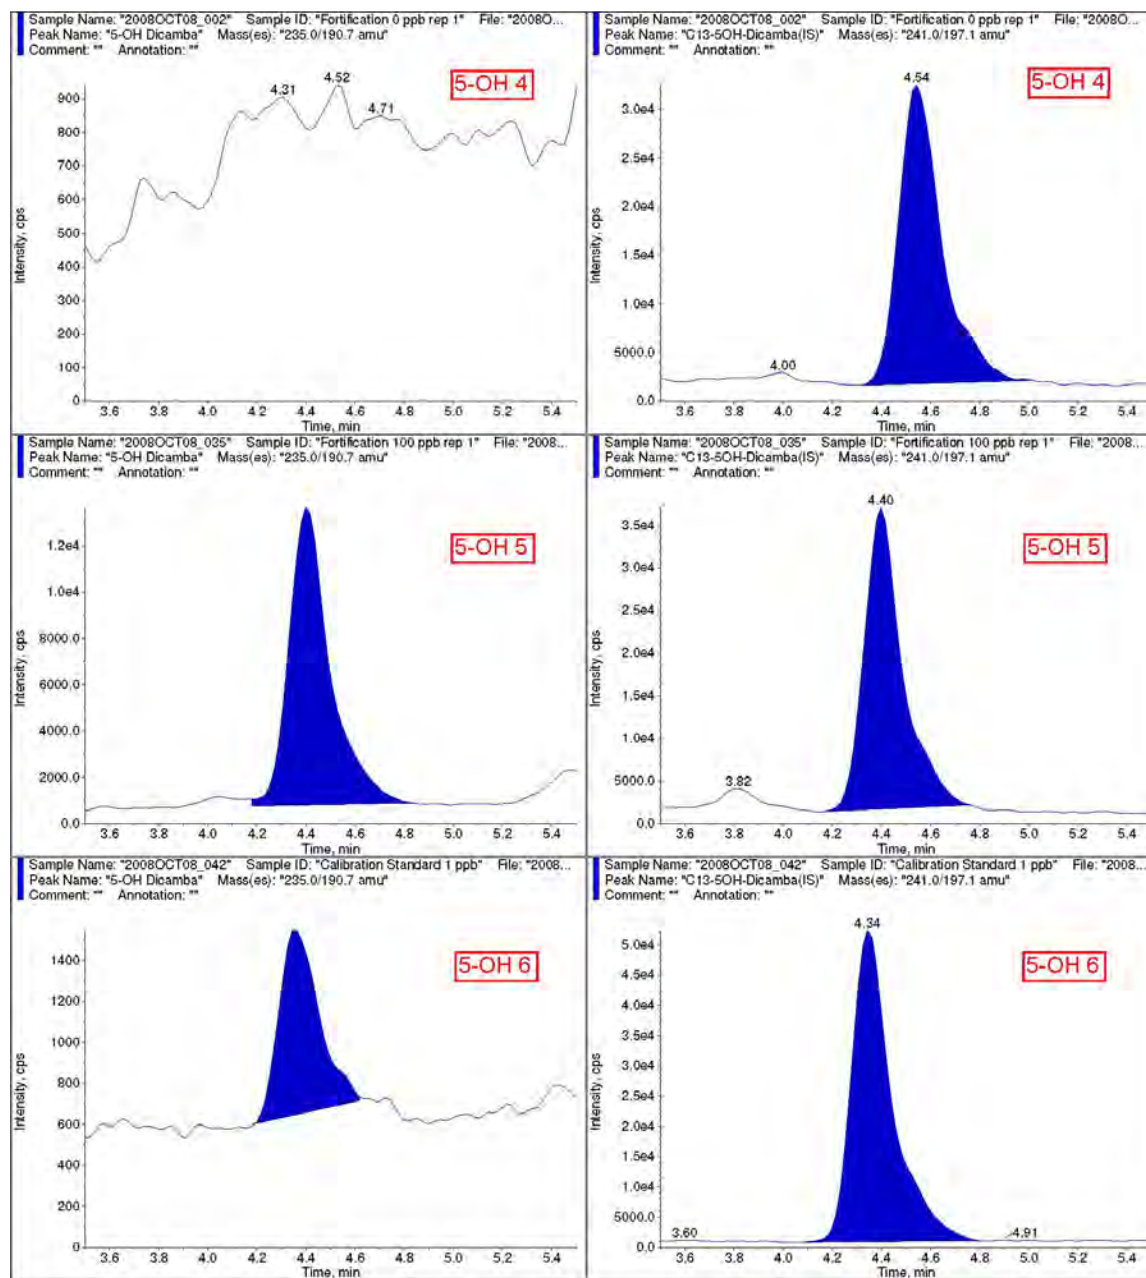 Sample Name: "2008OCT08_002" Sample ID: "Fortification 0 ppb rep 1" File: "2008O...
Peak Name: "5-OH Dicamba" Mass(es): "235.0/190.7 amu"
Comment: "" Annotation: ""
5-OH 4
4.31
4.52
4.71
900
800
700
600
500
400
300
200
100
0
Intensity, cps
3.6 3.8 4.0 4.2 4.4 4.6 4.8 5.0 5.2 5.4
Time, min
Sample Name: "2008OCT08_002" Sample ID: "Fortification 0 ppb rep 1" File: "2008O...
Peak Name: "C13-5OH-Dicamba(IS)" Mass(es): "241.0/197.1 amu"
Comment: "" Annotation: ""
5-OH 4
4.54
4.00
3.0e4
2.5e4
2.0e4
1.5e4
1.0e4
5000.0
0.0
Intensity, cps
3.6 3.8 4.0 4.2 4.4 4.6 4.8 5.0 5.2 5.4
Time, min
Sample Name: "2008OCT08_035" Sample ID: "Fortification 100 ppb rep 1" File: "2008...
Peak Name: "5-OH Dicamba" Mass(es): "235.0/190.7 amu"
Comment: "" Annotation: ""
5-OH 5
1.2e4
1.0e4
8000.0
6000.0
4000.0
2000.0
0.0
Intensity, cps
3.6 3.8 4.0 4.2 4.4 4.6 4.8 5.0 5.2 5.4
Time, min
Sample Name: "2008OCT08_035" Sample ID: "Fortification 100 ppb rep 1" File: "2008...
Peak Name: "C13-5OH-Dicamba(IS)" Mass(es): "241.0/197.1 amu"
Comment: "" Annotation: ""
5-OH 5
4.40
3.82
3.5e4
3.0e4
2.5e4
2.0e4
1.5e4
1.0e4
5000.0
0.0
Intensity, cps
3.6 3.8 4.0 4.2 4.4 4.6 4.8 5.0 5.2 5.4
Time, min
Sample Name: "2008OCT08_042" Sample ID: "Calibration Standard 1 ppb" File: "2008...
Peak Name: "5-OH Dicamba" Mass(es): "235.0/190.7 amu"
Comment: "" Annotation: ""
5-OH 6
1400
1200
1000
800
600
400
200
0
Intensity, cps
3.6 3.8 4.0 4.2 4.4 4.6 4.8 5.0 5.2 5.4
Time, min
Sample Name: "2008OCT08_042" Sample ID: "Calibration Standard 1 ppb" File: "2008...
Peak Name: "C13-5OH-Dicamba(IS)" Mass(es): "241.0/197.1 amu"
Comment: "" Annotation: ""
5-OH 6
4.34
3.60
4.91
5.0e4
4.5e4
4.0e4
3.5e4
3.0e4
2.5e4
2.0e4
1.5e4
1.0e4
5000.0
0.0
Intensity, cps
3.6 3.8 4.0 4.2 4.4 4.6 4.8 5.0 5.2 5.4
Time, min